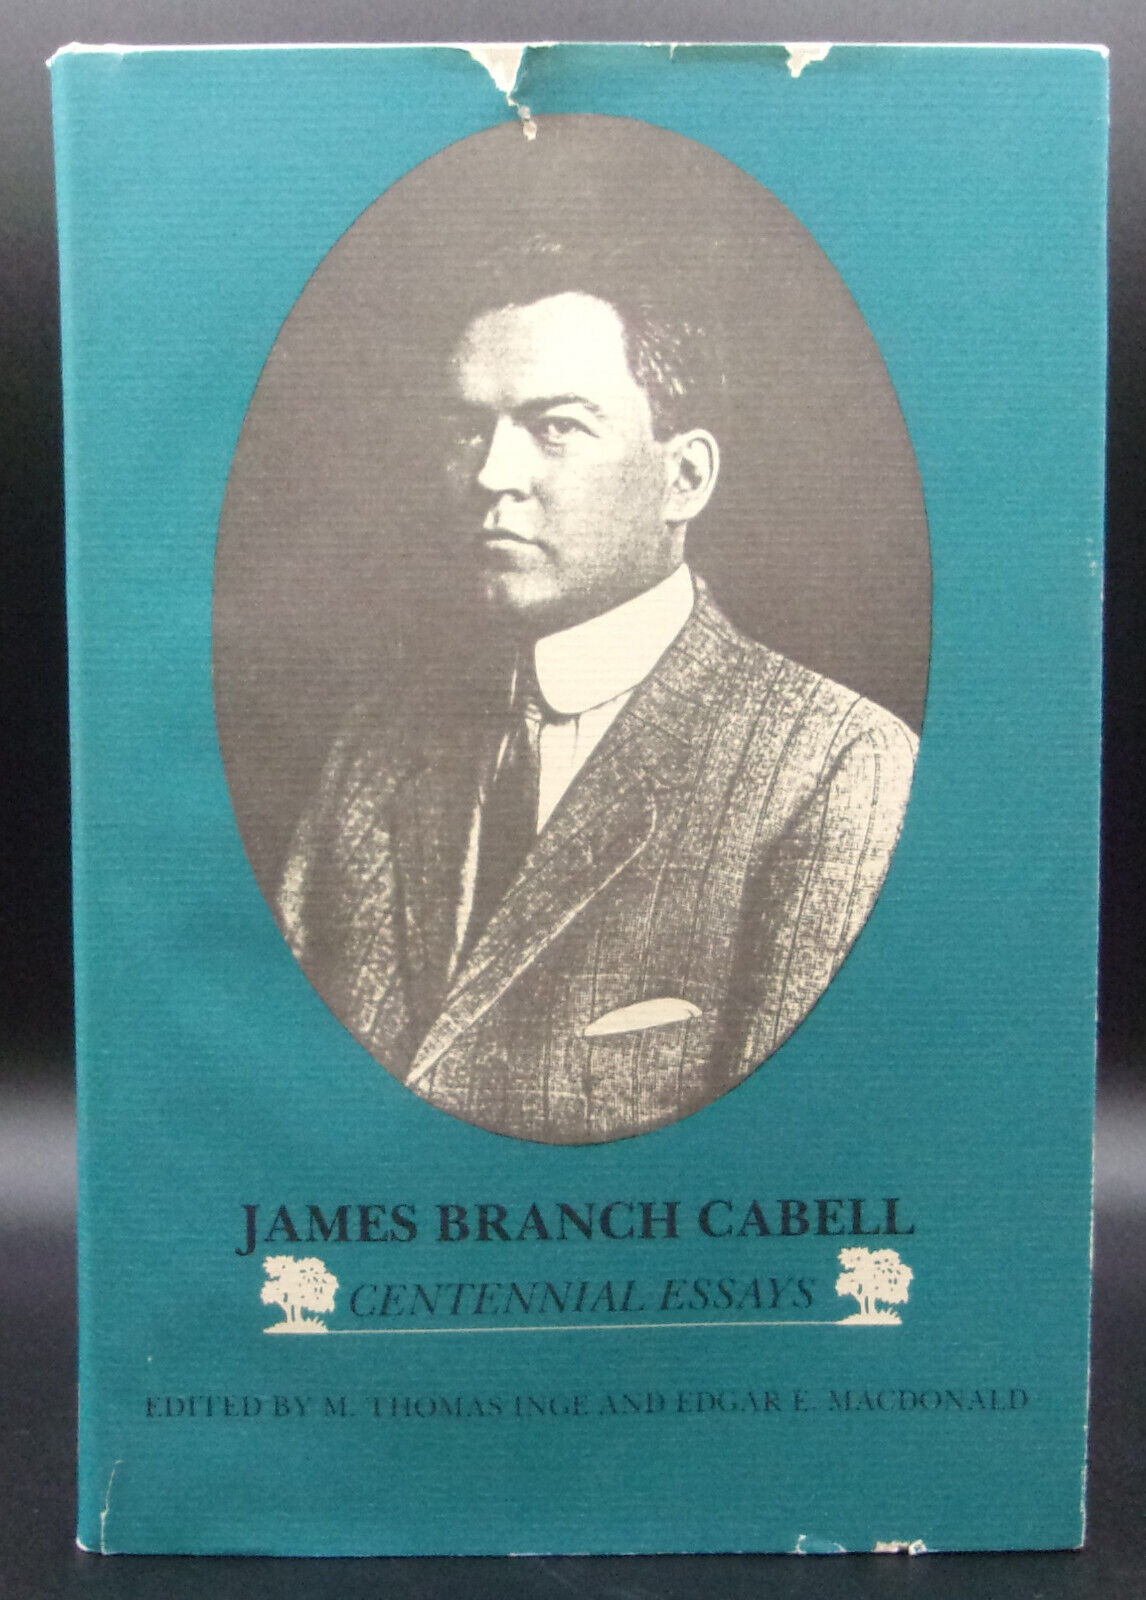 JAMES BRANCH CABELL
CENTENNIAL ESSAYS
EDITED BY M. THOMAS INGE AND EDGAR E. MACDONALD